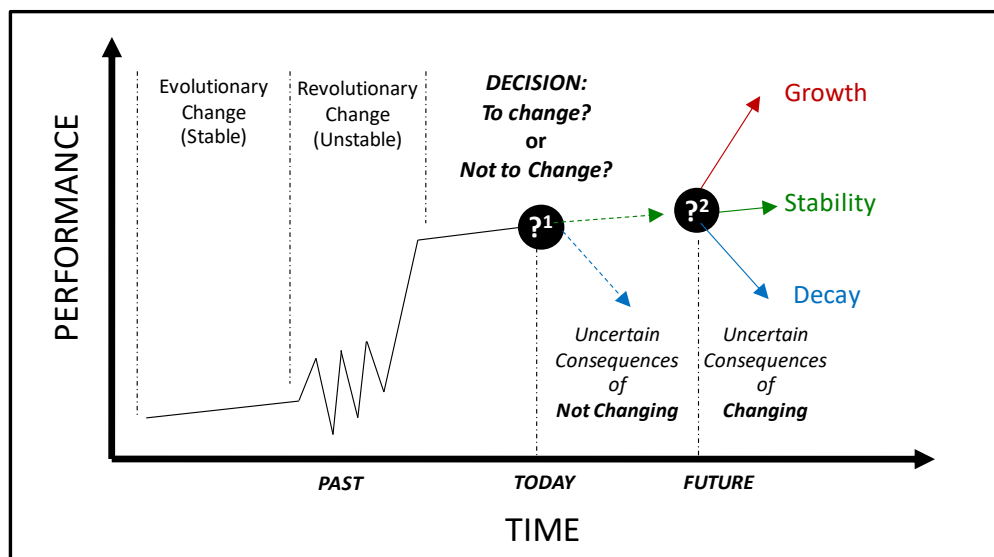 PERFORMANCE
Evolutionary
Change
(Stable)
Revolutionary
Change
(Unstable)
DECISION:
To change?
or
Not to Change?
?1
?2
Growth
Stability
Decay
Uncertain
Consequences
of
Not Changing
Uncertain
Consequences
of
Changing
PAST
TODAY
FUTURE
TIME